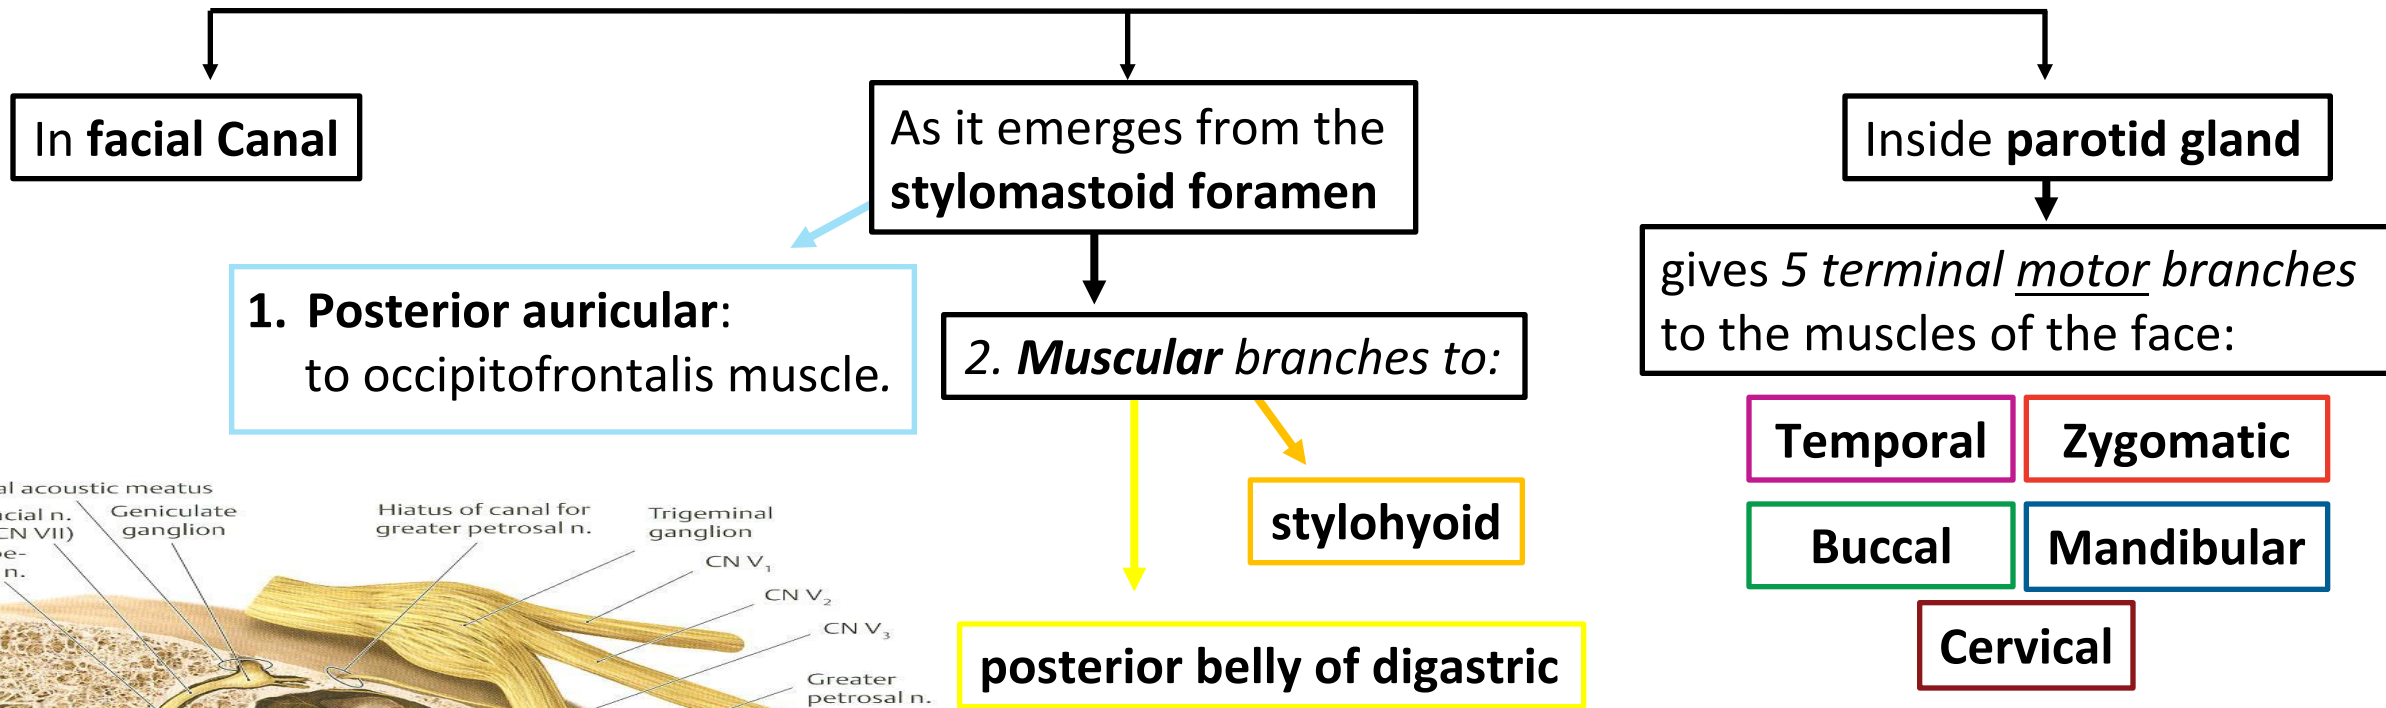 In facial Canal
As it emerges from the
stylomastoid foramen
Inside parotid gland
1. Posterior auricular:
to occipitofrontalis muscle.
2. Muscular branches to:
stylohyoid
posterior belly of digastric
gives 5 terminal motor branches
to the muscles of the face:
Temporal
Zygomatic
Buccal
Mandibular
Cervical
acoustic meatus
n.
CN VII)
n.
Geniculate
ganglion
Hiatus of canal for
greater petrosal n.
Trigeminal
ganglion
CN V1
CN V2
CN V3
Greater
petrosal n.